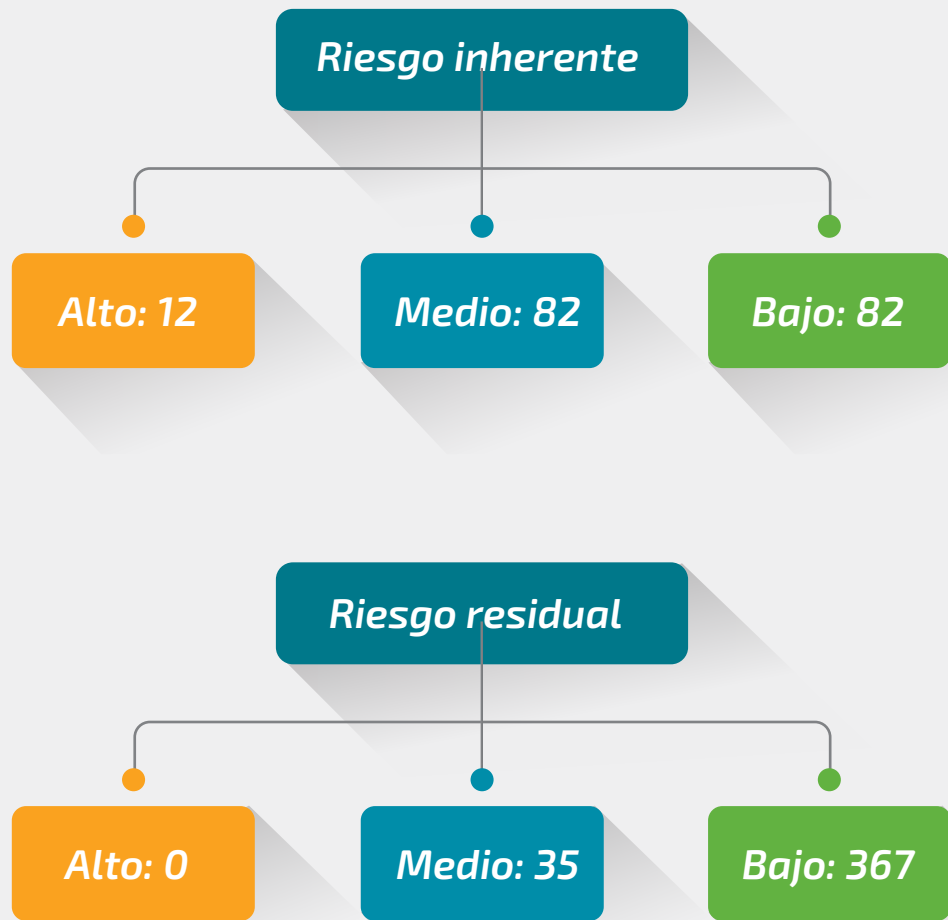 Riesgo inherente
Alto: 12
Medio: 82
Bajo: 82
Riesgo residual
Alto: 0
Medio: 35
Bajo: 367